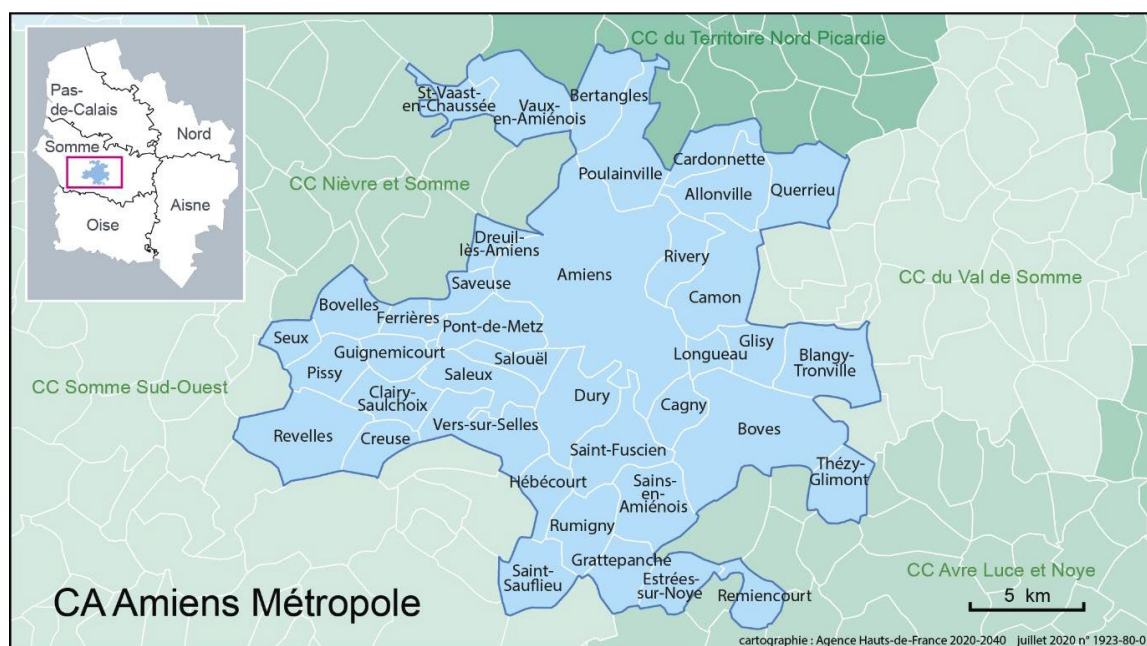 Pas-
de-Calais
Nord
Somme
Aisne
Oise
CC du Territoire Nord Picardie
CC Nièvre et Somme
CC du Val de Somme
CC Somme Sud-Ouest
CC Avre Luce et Noye
St-Vaast-
en-Chaussée
Vaux-
en-Amiénois
Bertangles
Poulainville
Cardonnette
Allonville
Querrieu
Dreuil-
lès-Amiens
Saveuse
Amiens
Rivery
Camon
Bovelles
Ferrières
Pont-de-Metz
Seux
Guignemicourt
Salouël
Longueau
Glisy
Blangy-
Tronville
Pissy
Saleux
Clairy-
Saulchoix
Dury
Cagny
Revelles
Creuse
Vers-sur-Selles
Boves
Saint-Fuscien
Thézy-
Glimont
Hébécourt
Sains-
en-Amiénois
Rumigny
Grattepanche
Saint-
Sauflieu
Estrées-
sur-Noye
Remiencourt
CA Amiens Métropole
5 km
cartographie : Agence Hauts-de-France 2020-2040 juillet 2020 n° 1923-80-0